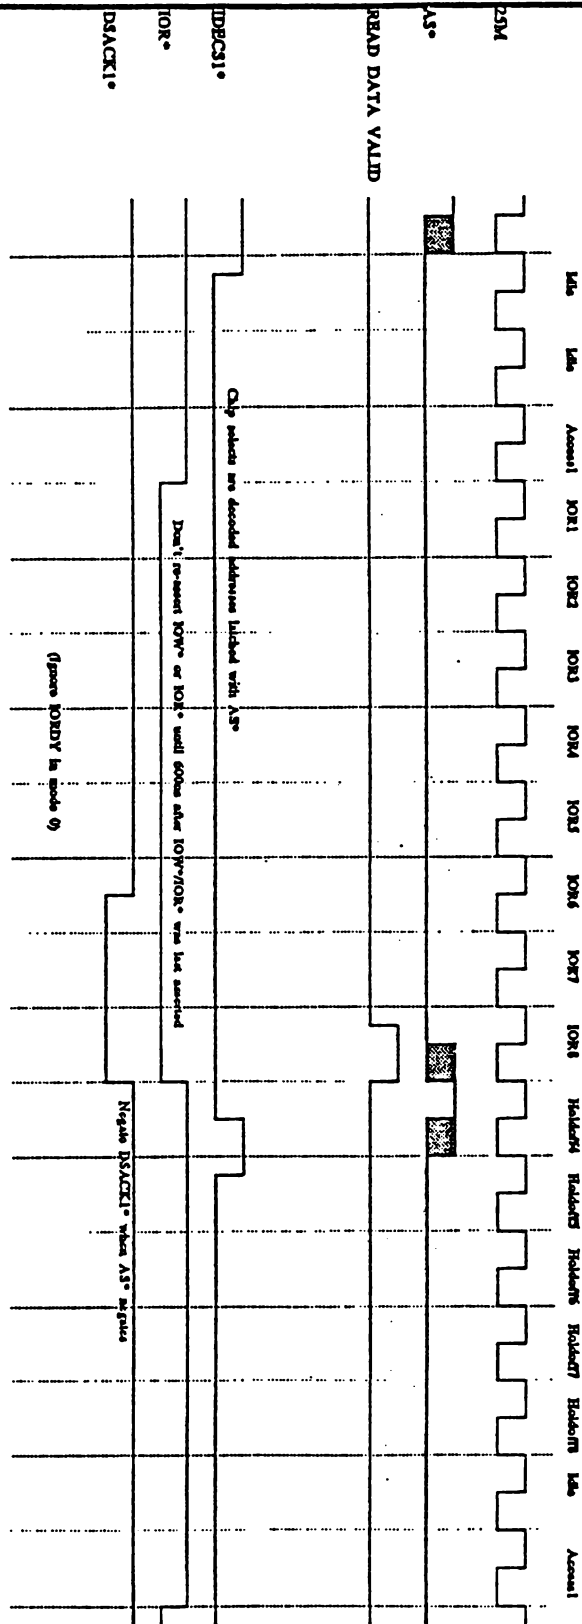 Idle Idle Access1 IOR1 IOR2 IOR3 IOR4 IOR5 IOR6 IOR7 IOR8 Holdoff4 Holdoff5 Holdoff6 Holdoff7 Holdoff8 Idle Access1
25M
AS*
READ DATA VALID
IDECS1*
Chip selects are decoded addresses latched with AS*
IOR*
Don't re-assert IOW* or IOR* until 600ns after IOW*/IOR* was last asserted
DSACK1*
Negate DSACK1* when AS* negates
(Ignore IORDY in mode 0)